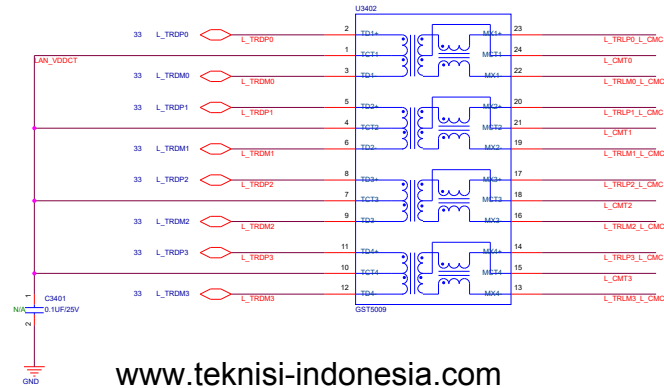 U3402
33 L_TRDP0 L_TRDP0 2 TD1+ MX1+ 23 L_TRLP0_L_CMC
LAN_VDDCT 1 TCT1 MCT1 24 L_CMT0
33 L_TRDM0 L_TRDM0 3 TD1- MX1- 22 L_TRLM0_L_CMC
33 L_TRDP1 L_TRDP1 5 TD2+ MX2+ 20 L_TRLP1_L_CMC
4 TCT2 MCT2 21 L_CMT1
33 L_TRDM1 L_TRDM1 6 TD2- MX2- 19 L_TRLM1_L_CMC
33 L_TRDP2 L_TRDP2 8 TD3+ MX3+ 17 L_TRLP2_L_CMC
7 TCT3 MCT3 18 L_CMT2
33 L_TRDM2 L_TRDM2 9 TD3- MX3- 16 L_TRLM2_L_CMC
33 L_TRDP3 L_TRDP3 11 TD4+ MX4+ 14 L_TRLP3_L_CMC
10 TCT4 MCT4 15 L_CMT3
33 L_TRDM3 L_TRDM3 12 TD4- MX4- 13 L_TRLM3_L_CMC
GST5009
1 C3401
N/A 0.1UF/25V
2
GND
www.teknisi-indonesia.com